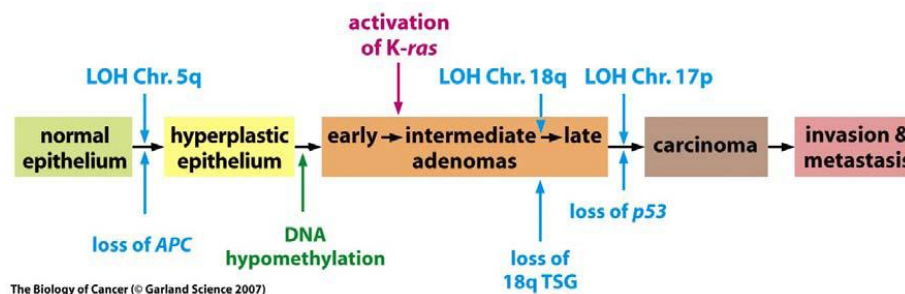 activation
of K-ras
LOH Chr. 5q
LOH Chr. 18q
LOH Chr. 17p
normal
epithelium
hyperplastic
epithelium
early
intermediate
late
adenomas
carcinoma
invasion &
metastasis
loss of APC
DNA
hypomethylation
loss of
18q TSG
loss of p53
The Biology of Cancer (© Garland Science 2007)